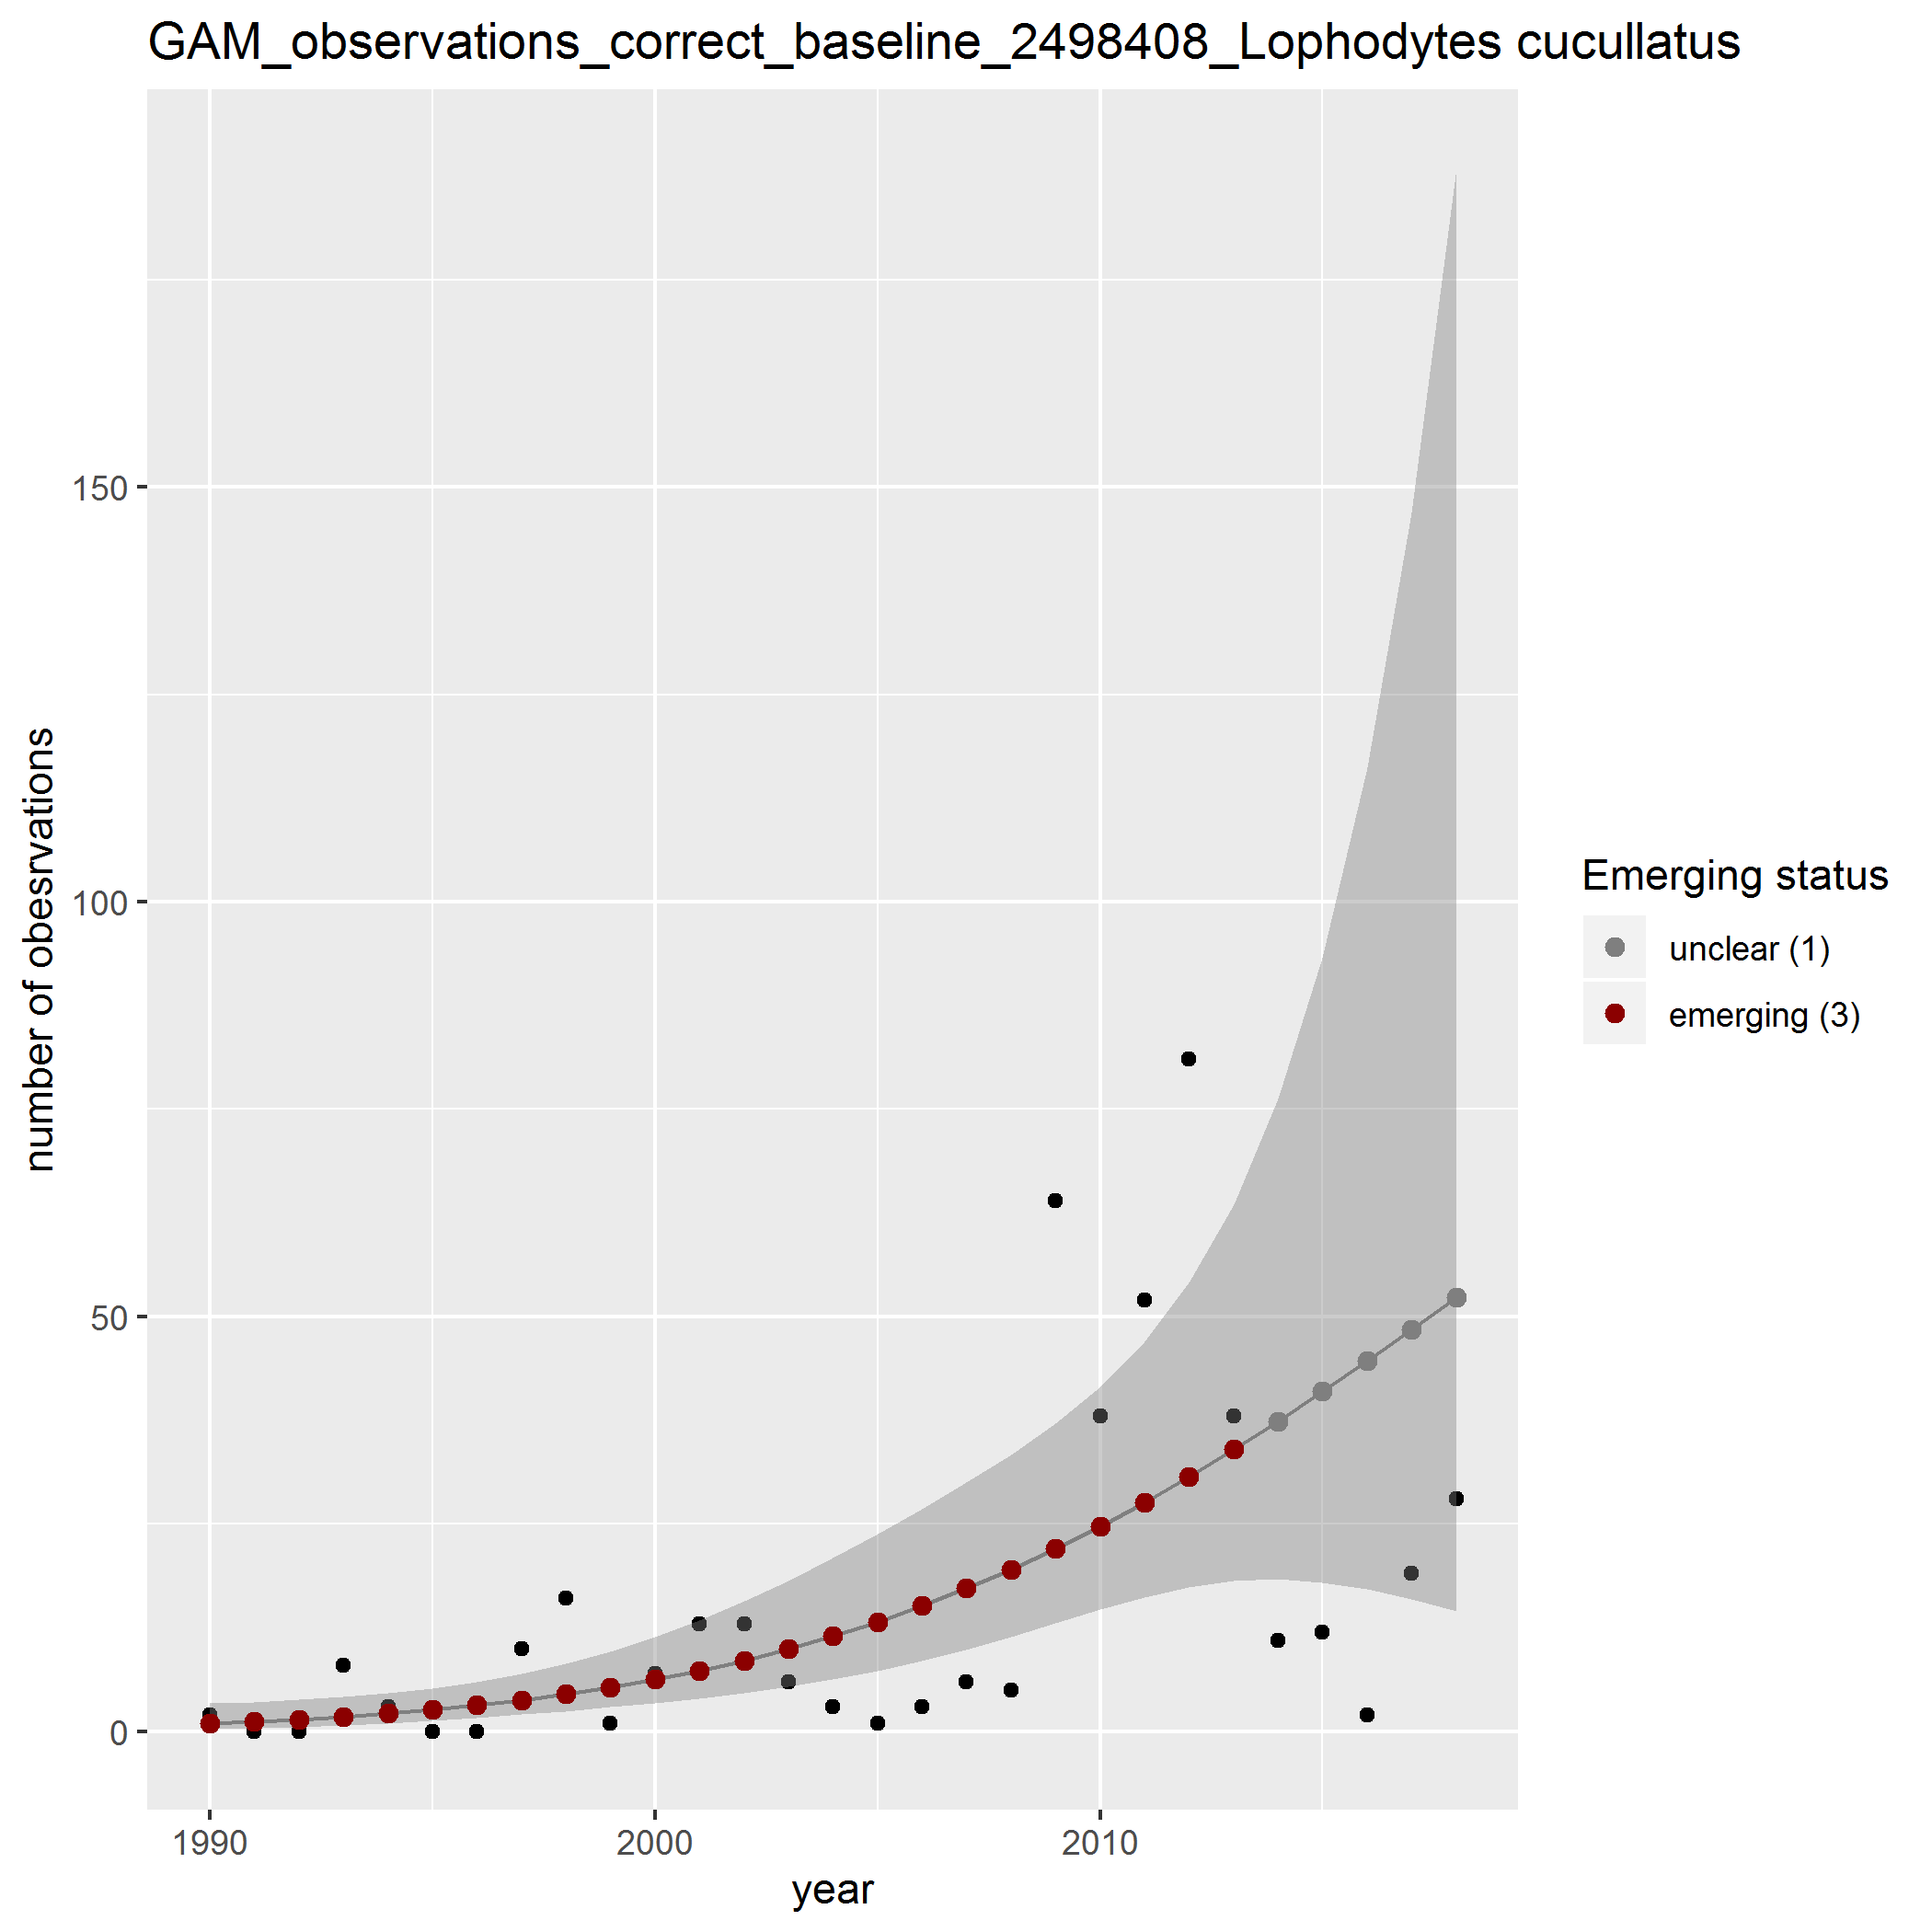 GAM_observations_correct_baseline_2498408_Lophodytes cucullatus
number of obesrvations
150
100
50
0
1990
2000
2010
year
Emerging status
unclear (1)
emerging (3)